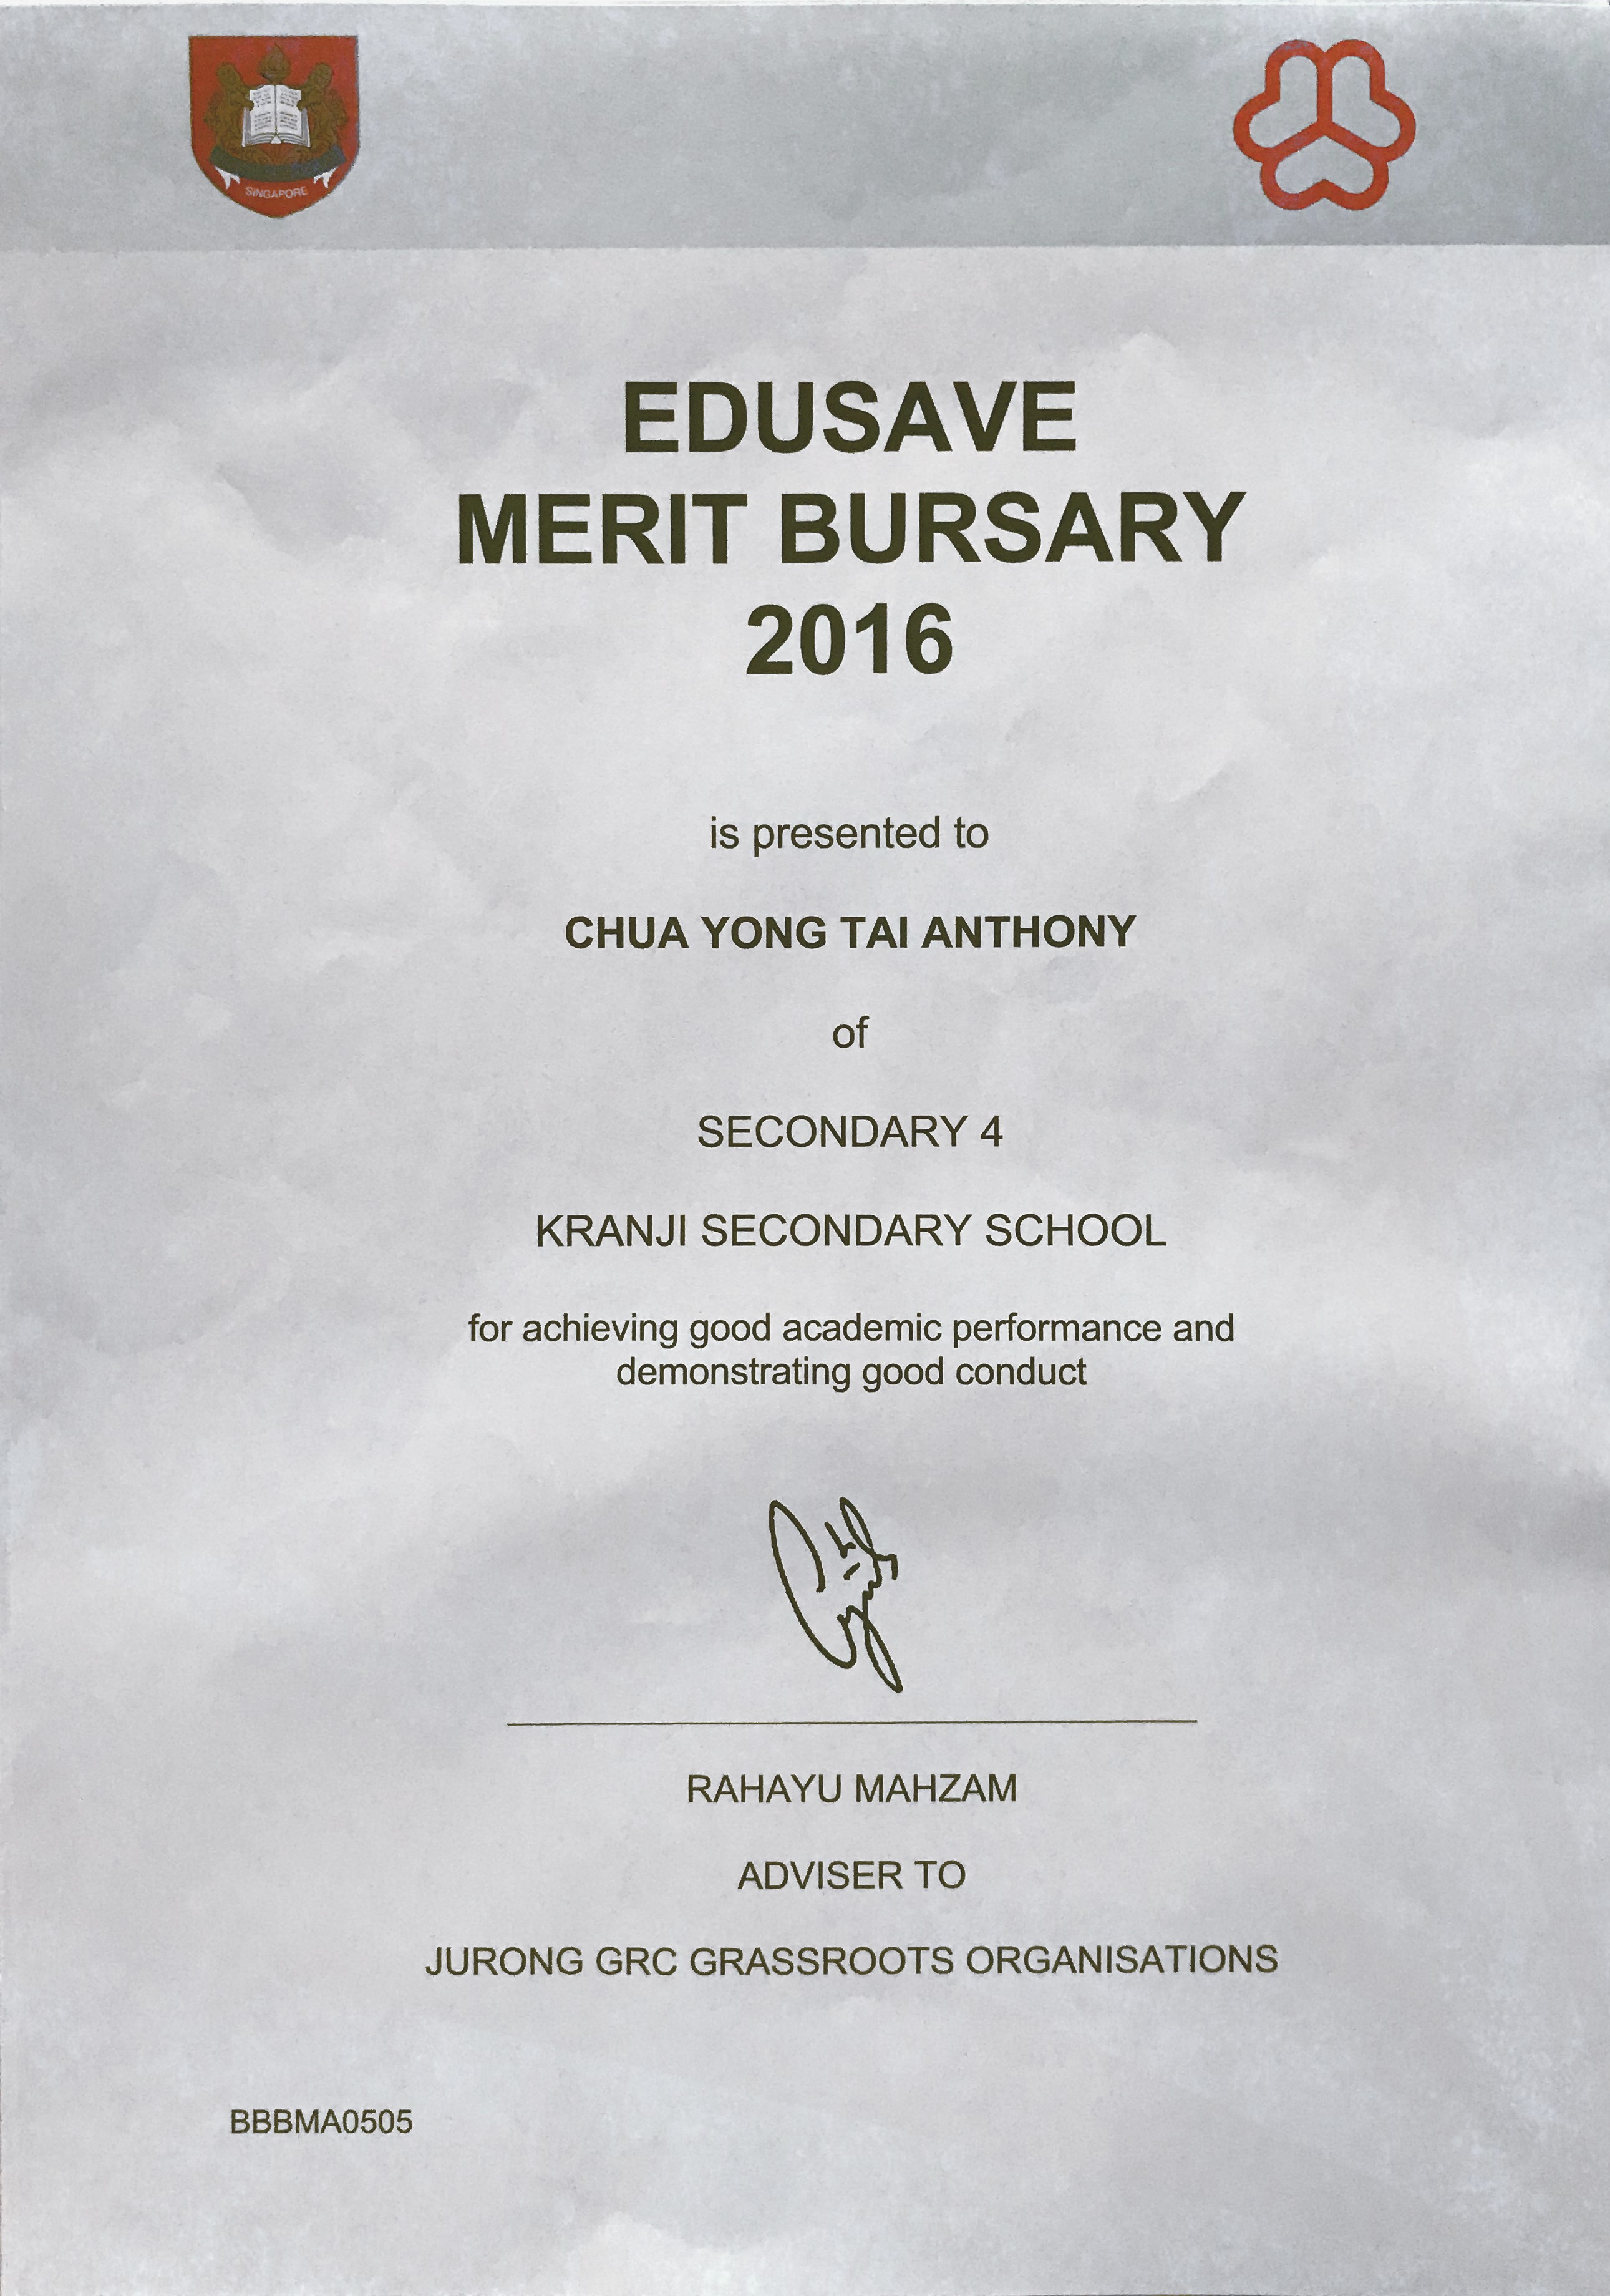 SINGAPORE
EDUSAVE
MERIT BURSARY
2016
is presented to
CHUA YONG TAI ANTHONY
of
SECONDARY 4
KRANJI SECONDARY SCHOOL
for achieving good academic performance and
demonstrating good conduct
RAHAYU MAHZAM
ADVISER TO
JURONG GRC GRASSROOTS ORGANISATIONS
BBBMA0505